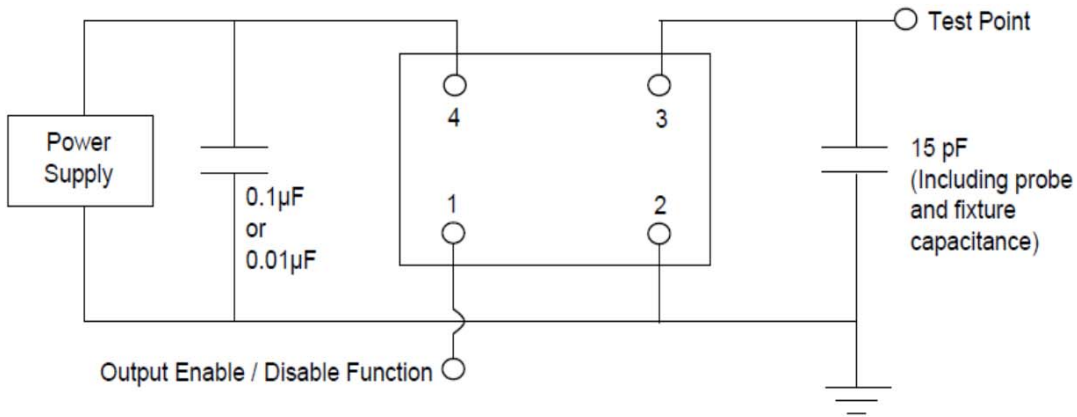 Test Point
Power
Supply
4
3
0.1µF
or
0.01µF
1
2
15 pF
(Including probe
and fixture
capacitance)
Output Enable / Disable Function